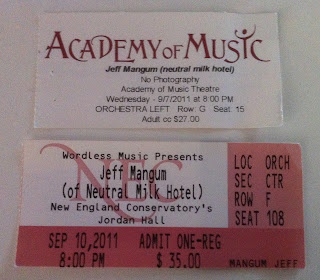 ACADEMY OF MUSIC
Jeff Mangum (neutral milk hotel)
No Photography
Academy of Music Theatre
Wednesday - 9/7/2011 at 8:00 PM
ORCHESTRA LEFT Row: G Seat: 15
Adult cc $27.00
NEC
Wordless Music Presents
Jeff Mangum
(of Neutral Milk Hotel)
New England Conservatory's
Jordan Hall
SEP 10,2011 ADMIT ONE-REG
8:00 PM $ 35.00
LOC ORCH
SEC CTR
ROW F
SEAT 108
MANGUM JEFF